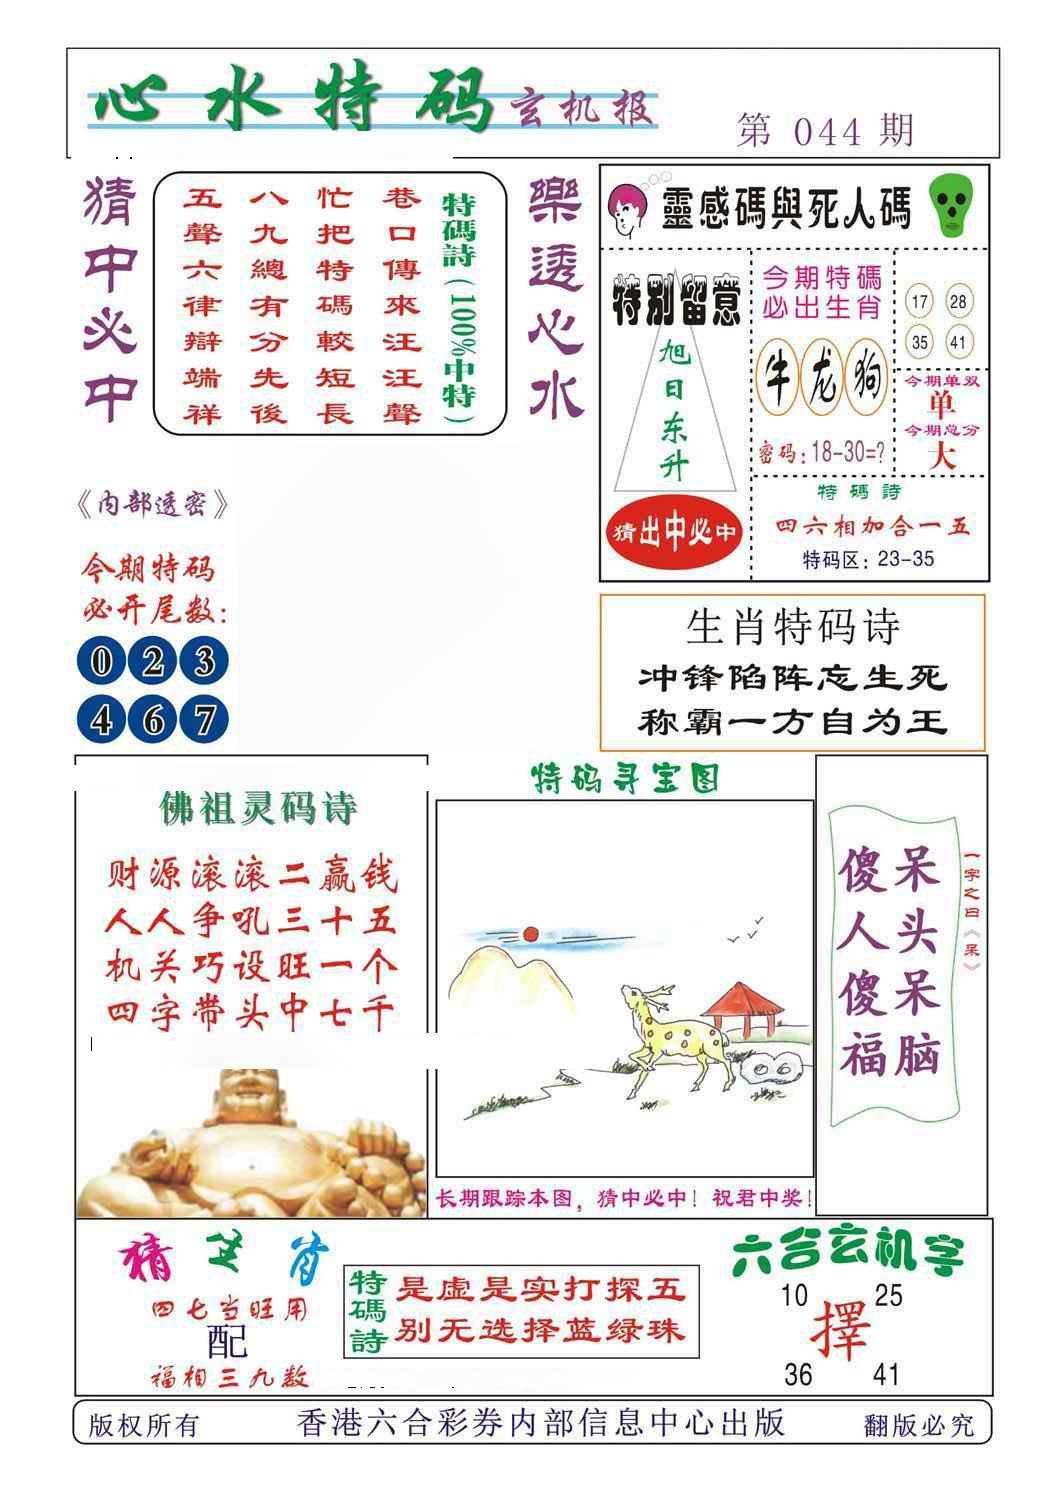 心水特码玄机报
第 044 期
猜中必中
五聲六律辯端祥
八九總有分先後
忙把特碼較短長
巷口傳來汪汪聲
特碼詩(100%中特)
樂透心水
靈感碼與死人碼
特别留意
旭日东升
猜出中必中
今期特碼
必出生肖
牛龙狗
密码:18-30=?
17 28
35 41
今期单双
单
今期总分
大
特碼詩
四六相加合一五
特码区：23-35
《内部透密》
今期特码
必开尾数:
0 2 3
4 6 7
生肖特码诗
冲锋陷阵忘生死
称霸一方自为王
佛祖灵码诗
财源滚滚二赢钱
人人争吼三十五
机关巧设旺一个
四字带头中七千
特码寻宝图
长期跟踪本图，猜中必中！祝君中奖！
一字之曰《呆》
呆头呆脑
傻人傻福
猜芝肖
四七当旺用
配
福相三九数
特碼詩
是虚是实打探五
别无选择蓝绿珠
六合玄机字
10 25
擇
36 41
版权所有
香港六合彩券内部信息中心出版
翻版必究